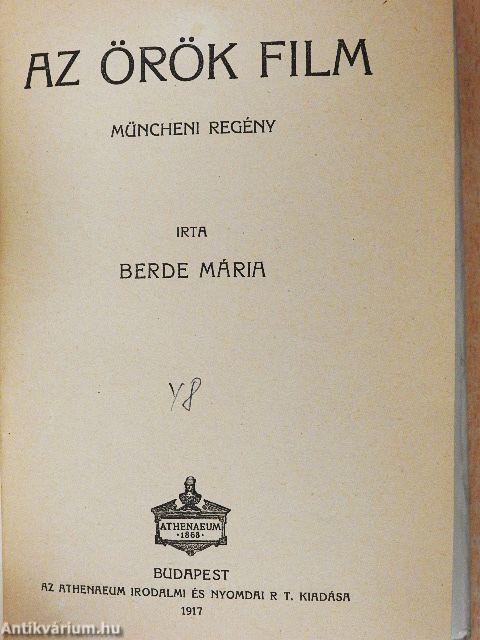 AZ ÖRÖK FILM
MÜNCHENI REGÉNY
IRTA
BERDE MÁRIA
Y8
ATHENAEUM
·1868·
BUDAPEST
AZ ATHENAEUM IRODALMI ÉS NYOMDAI R T. KIADÁSA
1917
Antikvárium.hu